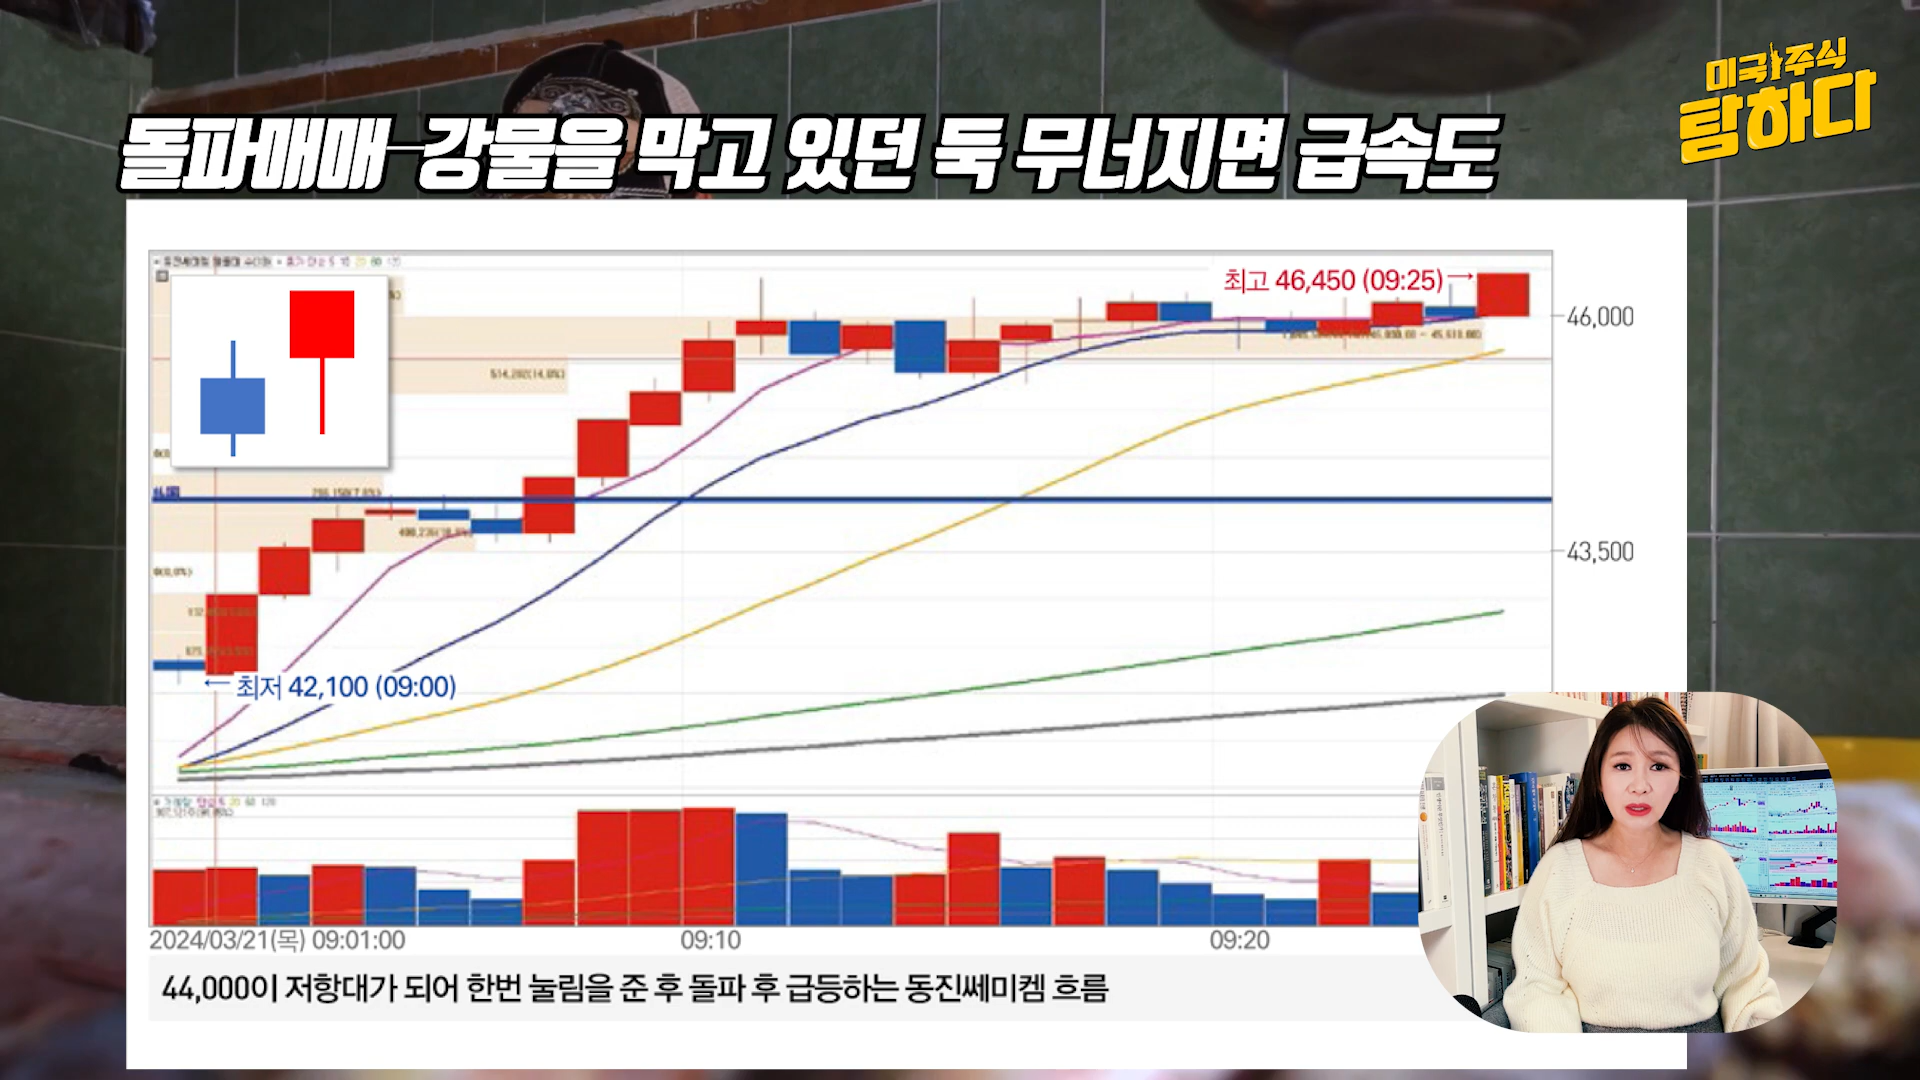 미국주식
탐하다
돌파매매-강물을 막고 있던 둑 무너지면 급속도
최고 46,450 (09:25)→
46,000
514,202(14.0%)
43,500
←최저 42,100 (09:00)
2024/03/21(목) 09:01:00
09:10
09:20
44,000이 저항대가 되어 한번 눌림을 준 후 돌파 후 급등하는 동진쎄미켐 흐름